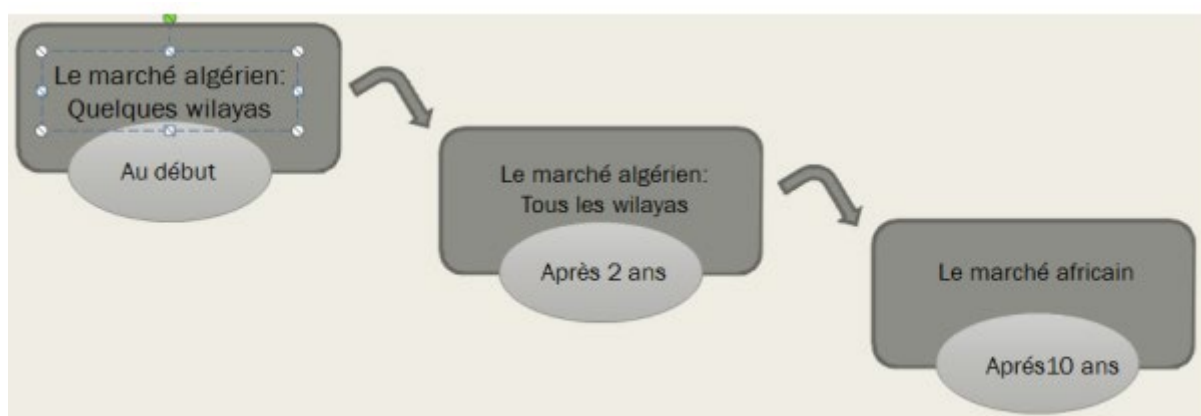 Le marché algérien:
Quelques wilayas
Au début
Le marché algérien:
Tous les wilayas
Après 2 ans
Le marché africain
Aprés10 ans